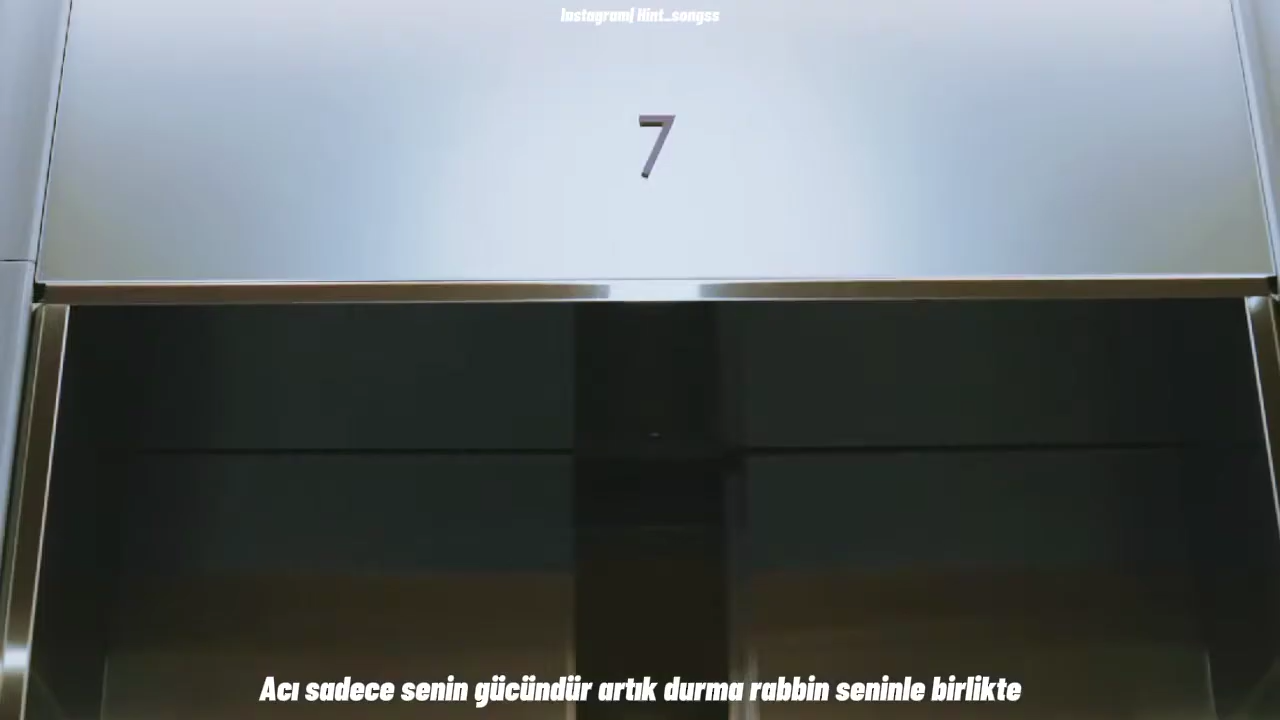 Instagram| Hint_songss
7
Acı sadece senin gücündür artık durma rabbin seninle birlikte